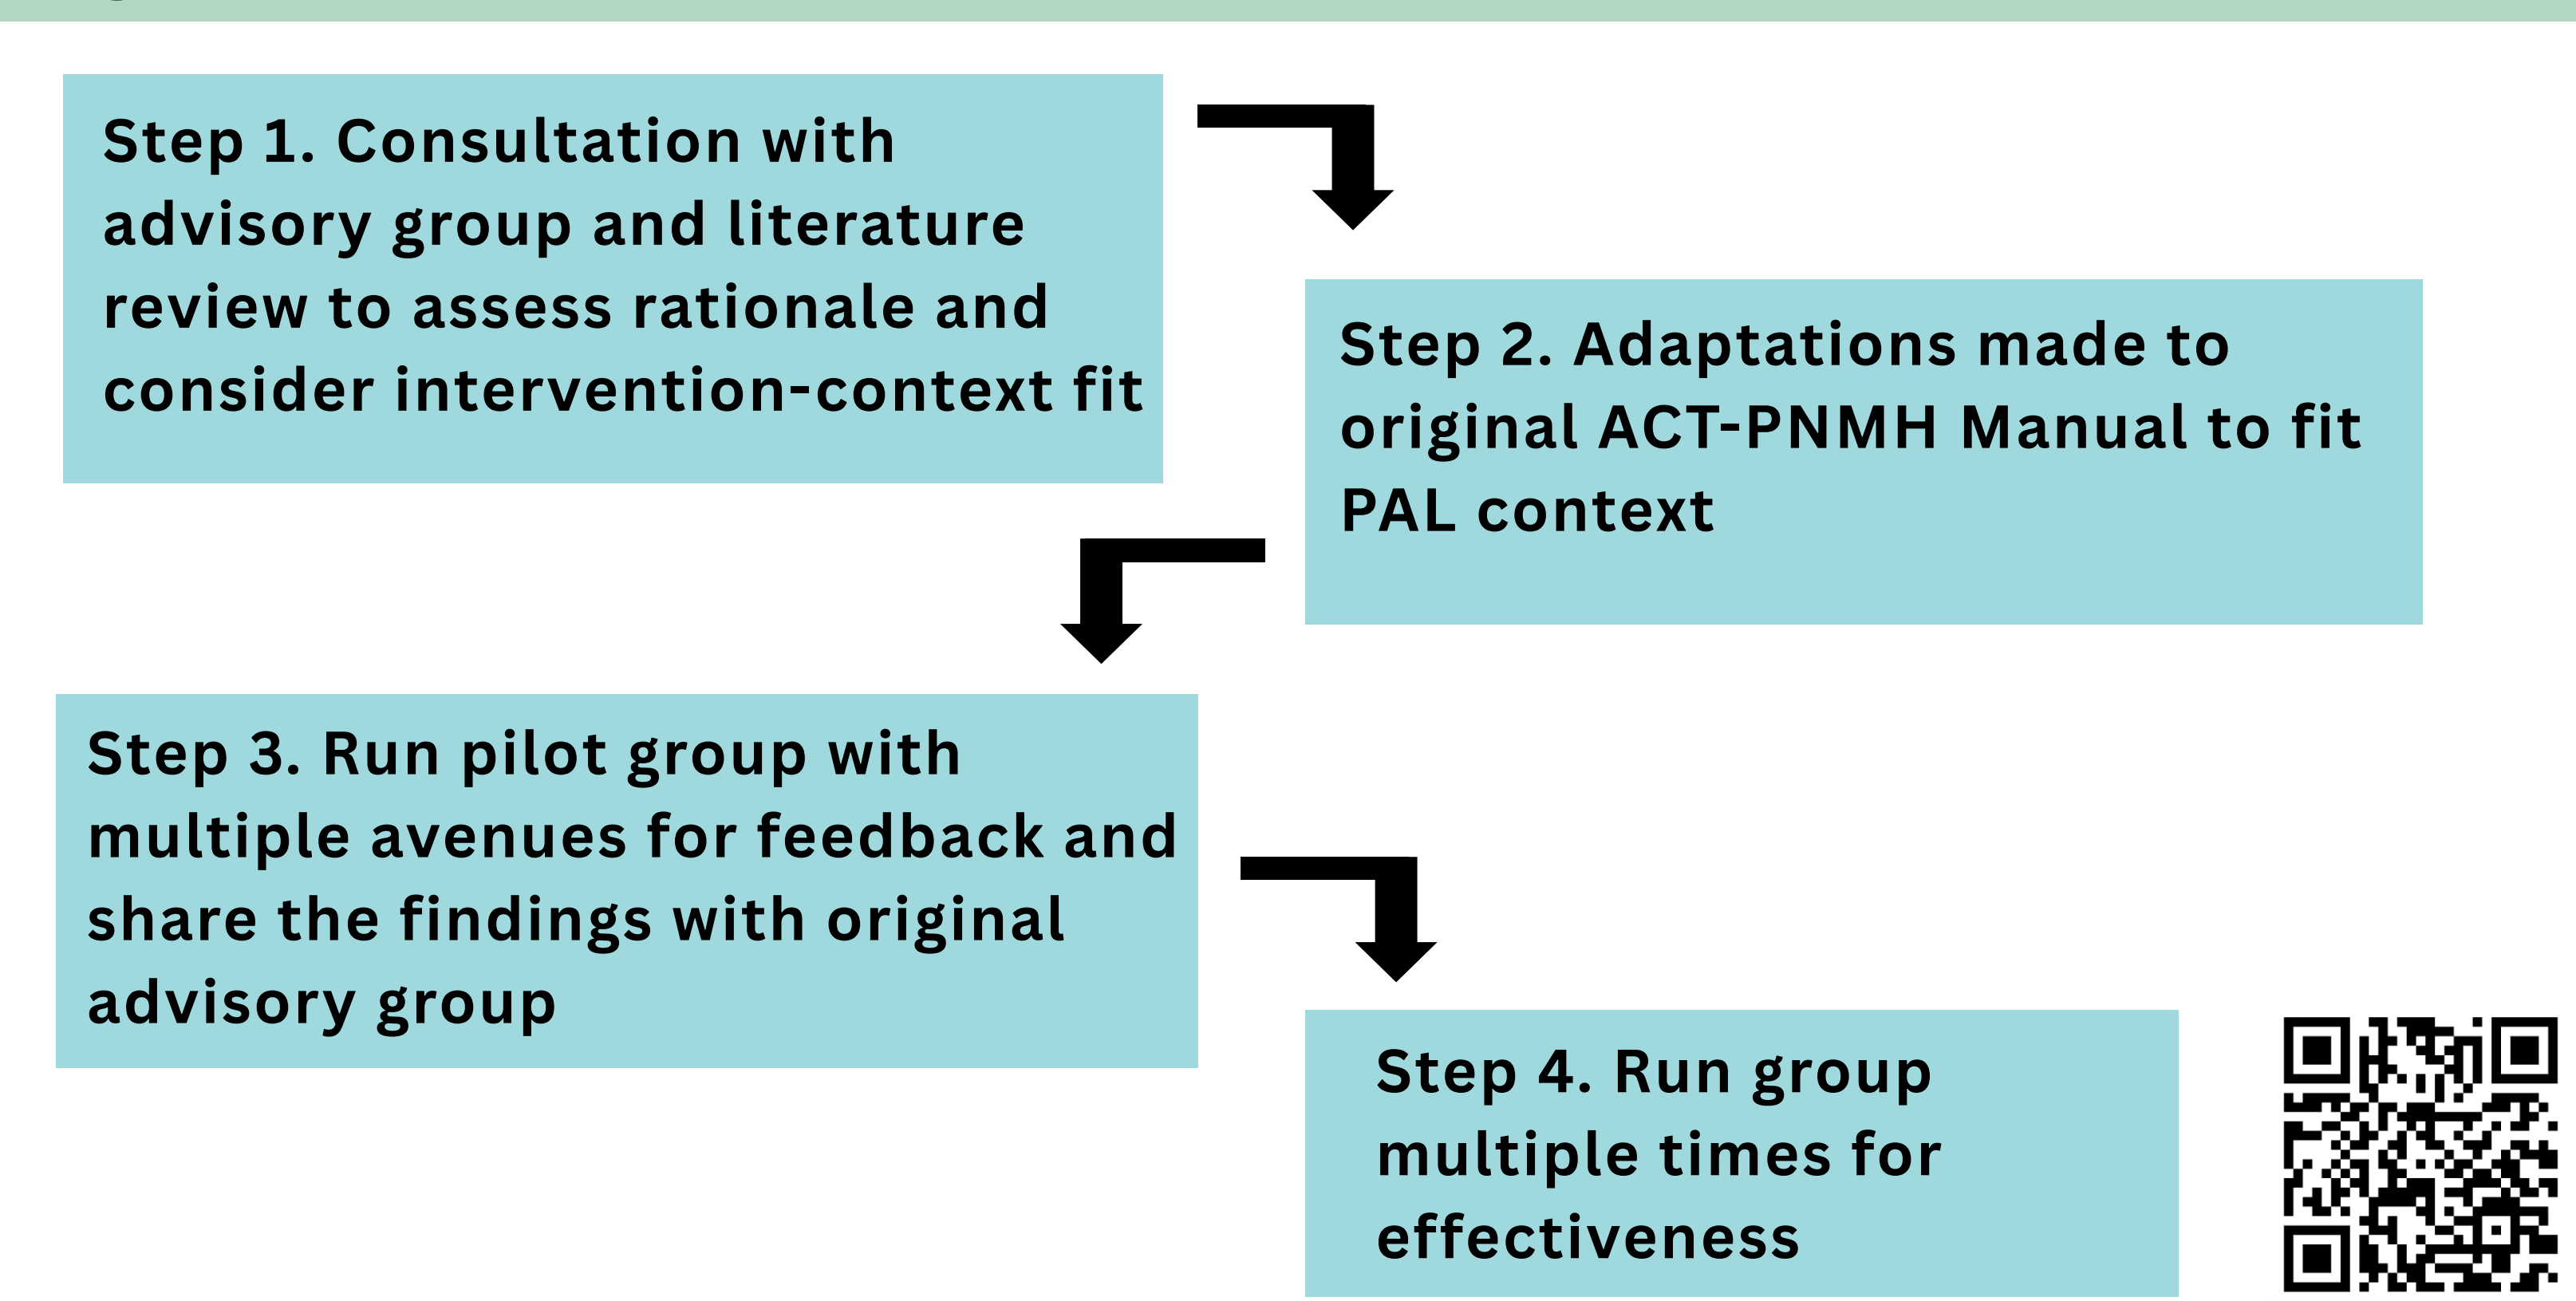 Step 1. Consultation with
advisory group and literature
review to assess rationale and
consider intervention-context fit
Step 2. Adaptations made to
original ACT-PNMH Manual to fit
PAL context
Step 3. Run pilot group with
multiple avenues for feedback and
share the findings with original
advisory group
Step 4. Run group
multiple times for
effectiveness